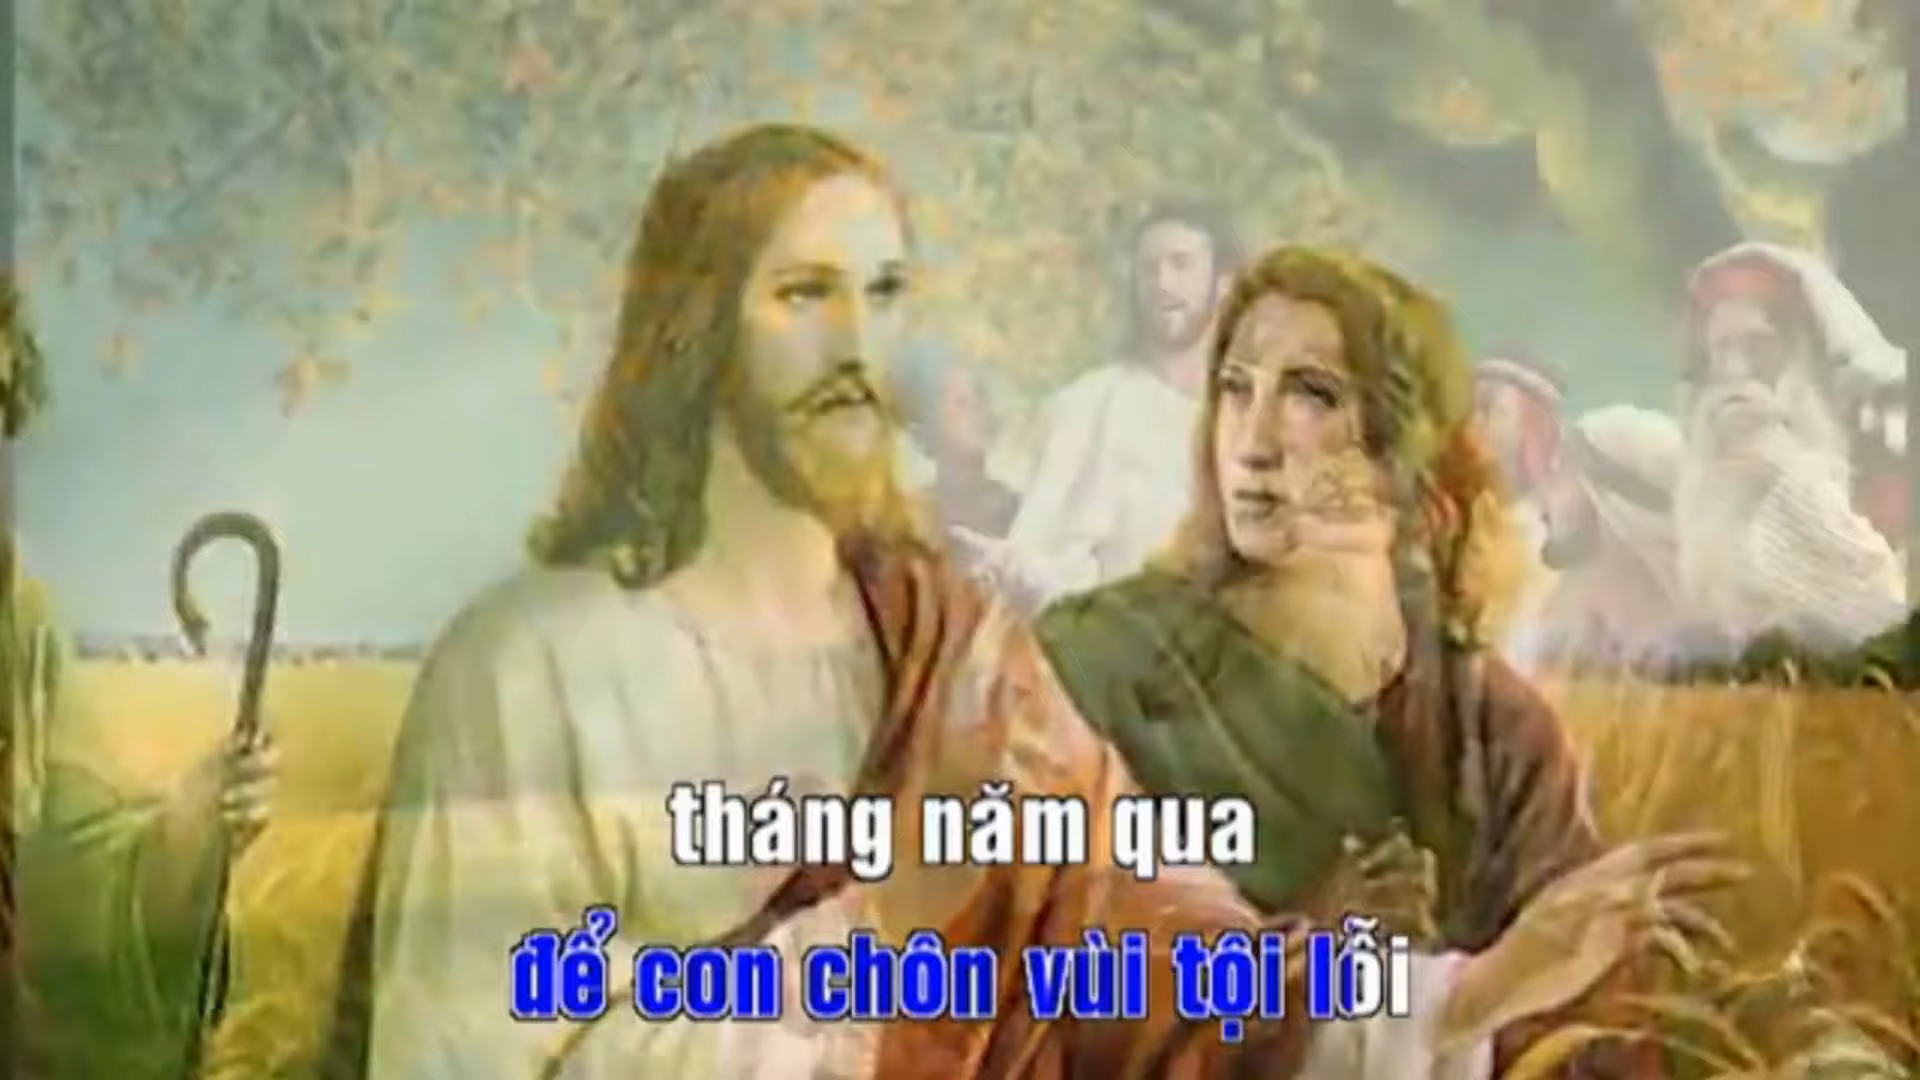 tháng năm qua
để con chôn vùi tội lỗi